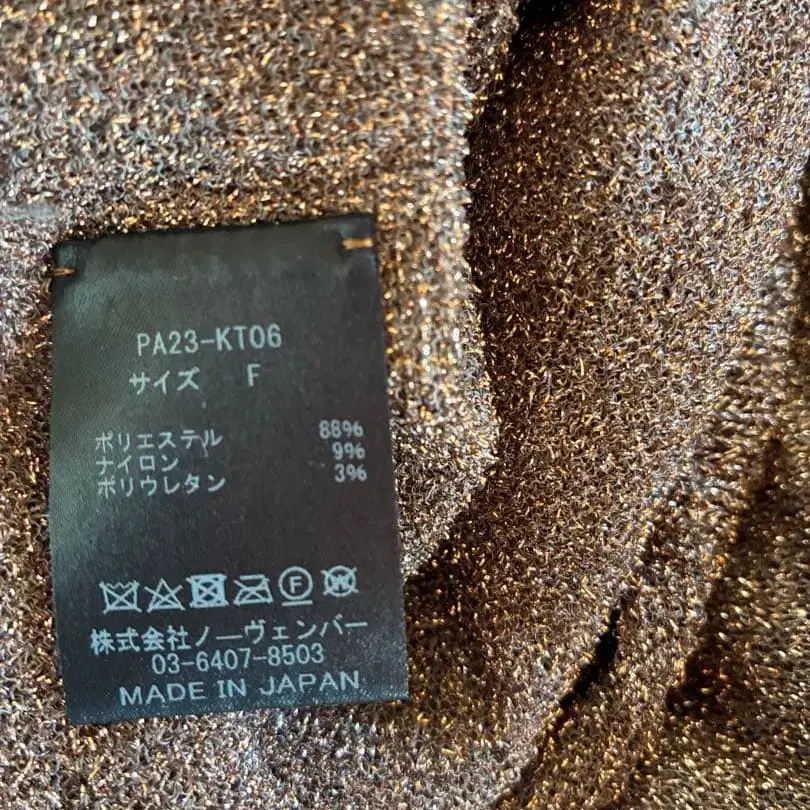 PA23-KT06
サイズ F
ポリエステル 88%
ナイロン 9%
ポリウレタン 3%
F W
株式会社ノーヴェンバー
03-6407-8503
MADE IN JAPAN